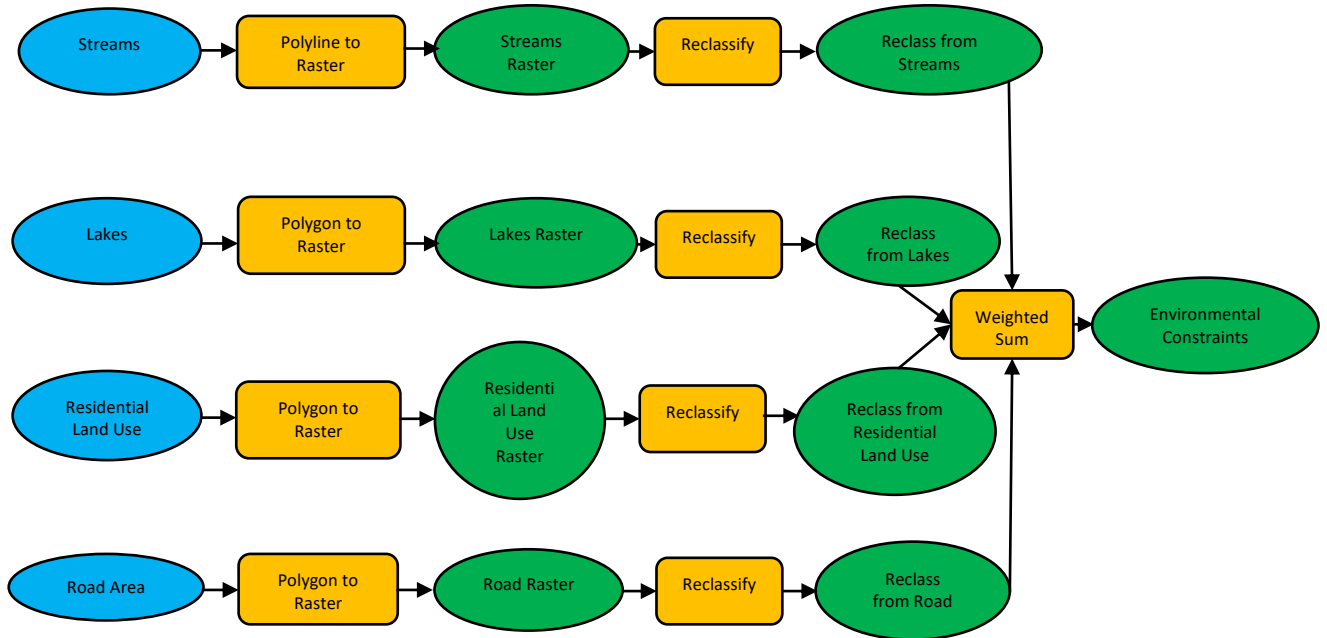 Streams
Polyline to
Raster
Streams
Raster
Reclassify
Reclass from
Streams
Lakes
Polygon to
Raster
Lakes Raster
Reclassify
Reclass
from Lakes
Weighted
Sum
Environmental
Constraints
Residential
Land Use
Polygon to
Raster
Residenti
al Land
Use
Raster
Reclassify
Reclass from
Residential
Land Use
Road Area
Polygon to
Raster
Road Raster
Reclassify
Reclass
from Road